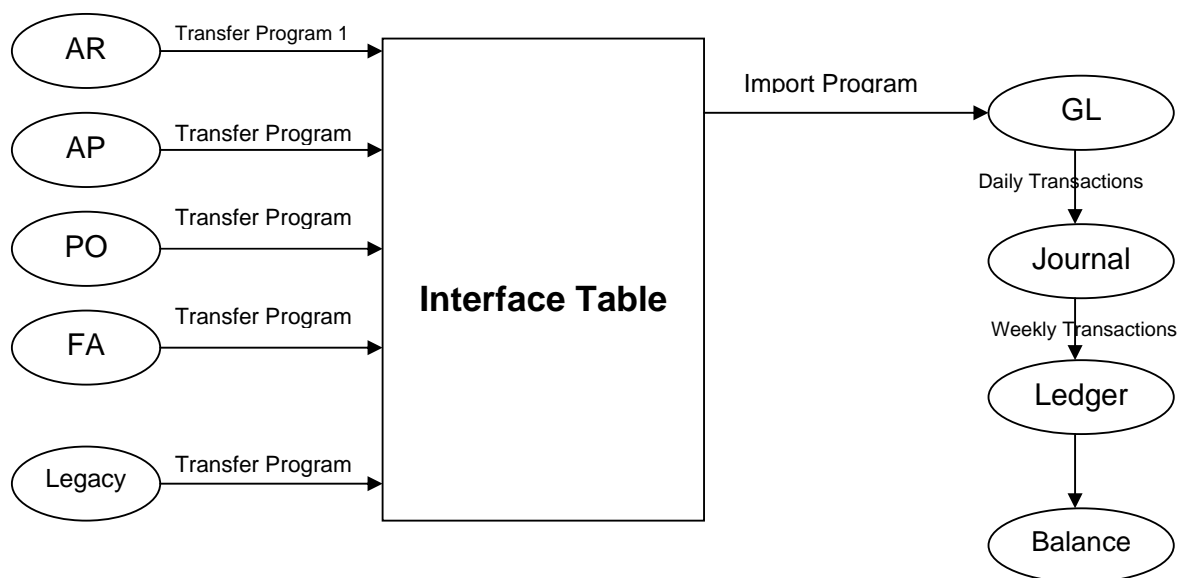 AR
Transfer Program 1
AP
Transfer Program
PO
Transfer Program
FA
Transfer Program
Legacy
Transfer Program
Interface Table
Import Program
GL
Daily Transactions
Journal
Weekly Transactions
Ledger
Balance